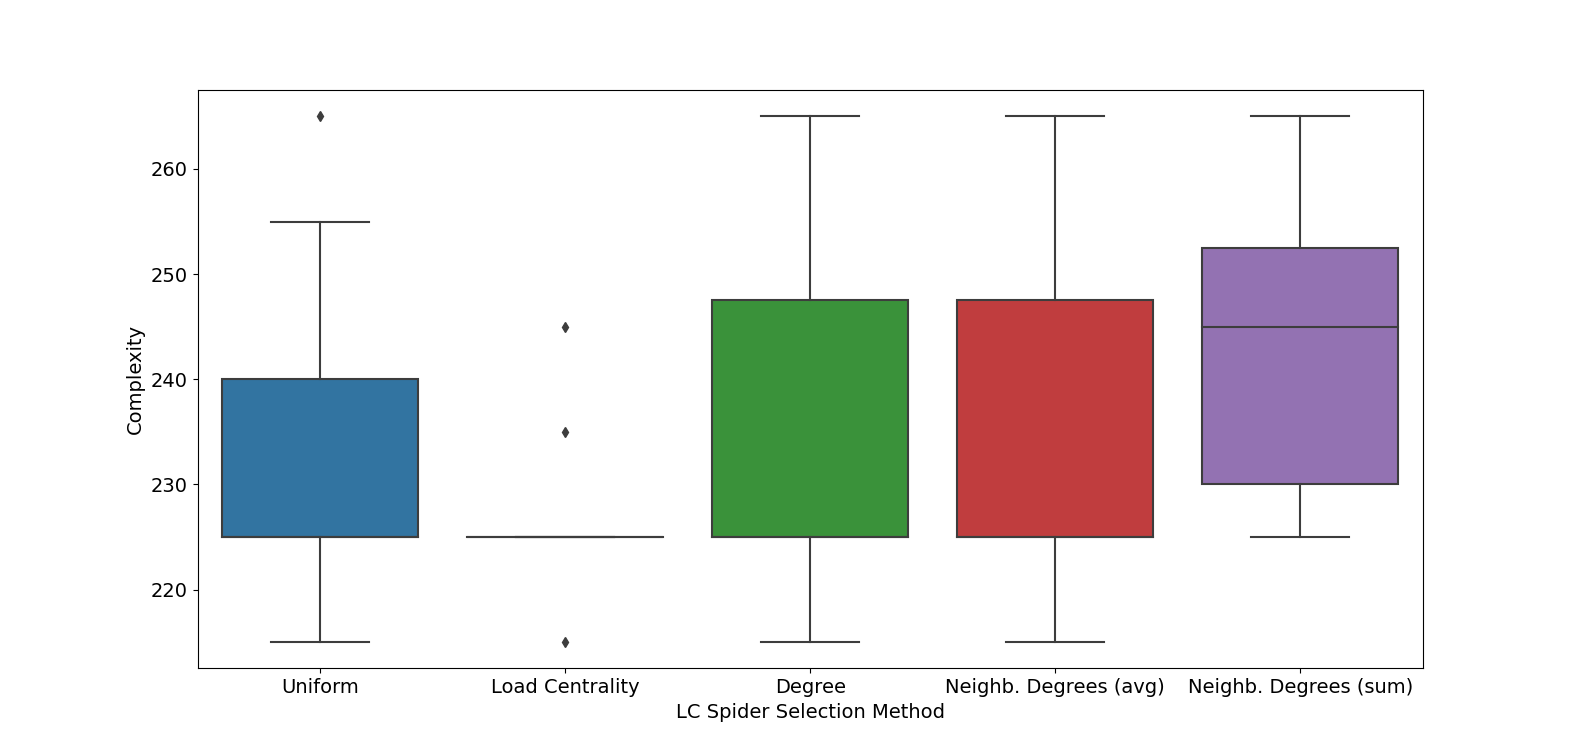 Complexity
260
250
240
230
220
Uniform
Load Centrality
Degree
Neighb. Degrees (avg)
Neighb. Degrees (sum)
LC Spider Selection Method